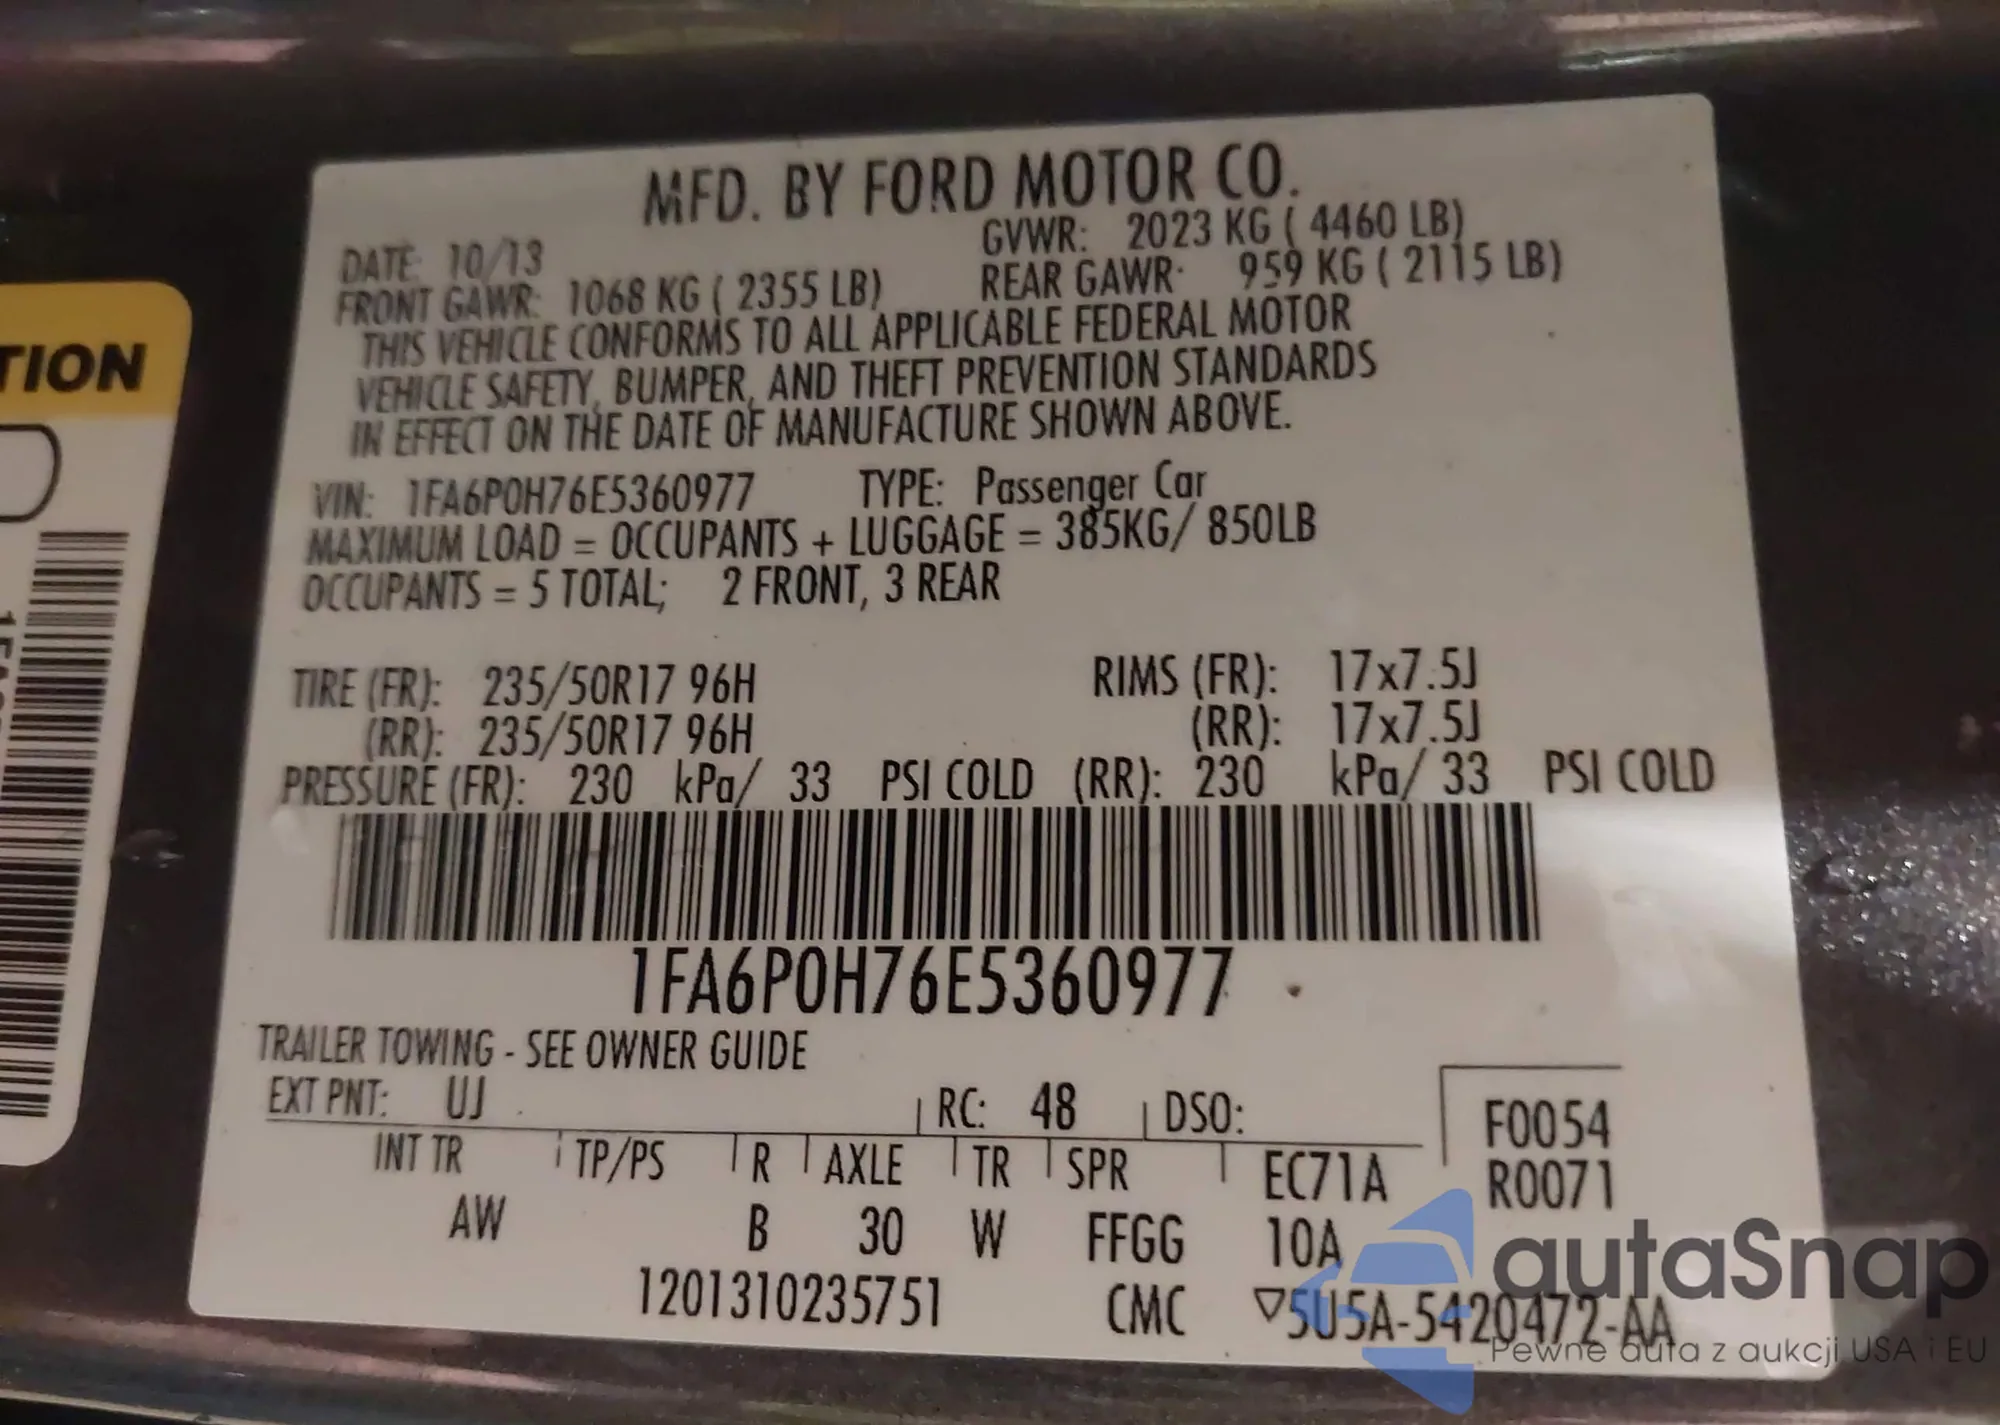 MFD. BY FORD MOTOR CO.
DATE: 10/13 GVWR: 2023 KG ( 4460 LB)
FRONT GAWR: 1068 KG ( 2355 LB) REAR GAWR: 959 KG ( 2115 LB)
THIS VEHICLE CONFORMS TO ALL APPLICABLE FEDERAL MOTOR
VEHICLE SAFETY, BUMPER, AND THEFT PREVENTION STANDARDS
IN EFFECT ON THE DATE OF MANUFACTURE SHOWN ABOVE.
VIN: 1FA6P0H76E5360977 TYPE: Passenger Car
MAXIMUM LOAD = OCCUPANTS + LUGGAGE = 385KG/ 850LB
OCCUPANTS = 5 TOTAL; 2 FRONT, 3 REAR
TIRE (FR): 235/50R17 96H RIMS (FR): 17x7.5J
(RR): 235/50R17 96H (RR): 17x7.5J
PRESSURE (FR): 230 kPa/ 33 PSI COLD (RR): 230 kPa/ 33 PSI COLD
1FA6P0H76E5360977
TRAILER TOWING - SEE OWNER GUIDE
EXT PNT: UJ RC: 48 DSO: F0054
INT TR TP/PS R AXLE TR SPR EC71A R0071
AW B 30 W FFGG 10A
1201310235751 CMC ▽5U5A-5420472-AA
TION
autaSnap
Pewne auta z aukcji USA i EU